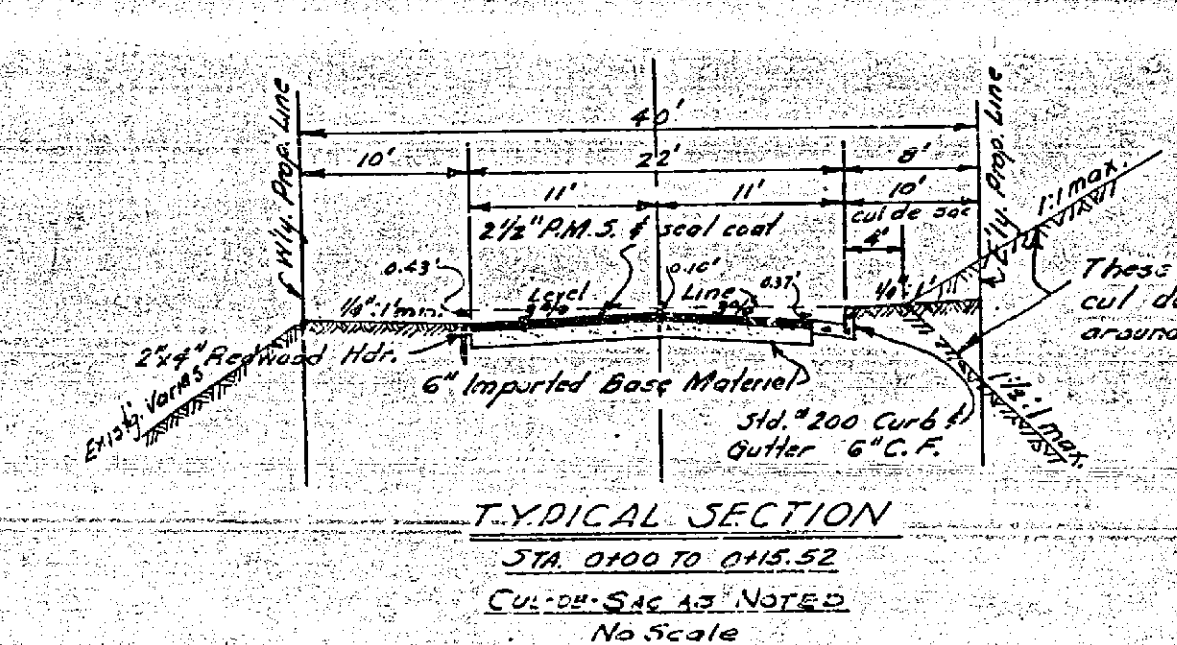 W'ly. Prop. Line
E'ly. Prop. Line
40'
10'
22'
8'
11'
11'
10'
cul de sac
4'
2½" P.M.S. & seal coat
1:1 max.
0.43'
0.16'
0.37'
Level
Line
1/4":1' min.
1/4":1'
These
cul de
around
2"x4" Redwood Hdr.
Exist'g. Varies
6" Imported Base Material
Std. #200 Curb &
Gutter 6" C.F.
1½:1 max.
TYPICAL SECTION
STA. 0+00 TO 0+15.52
CUL-DE-SAC AS NOTED
No Scale